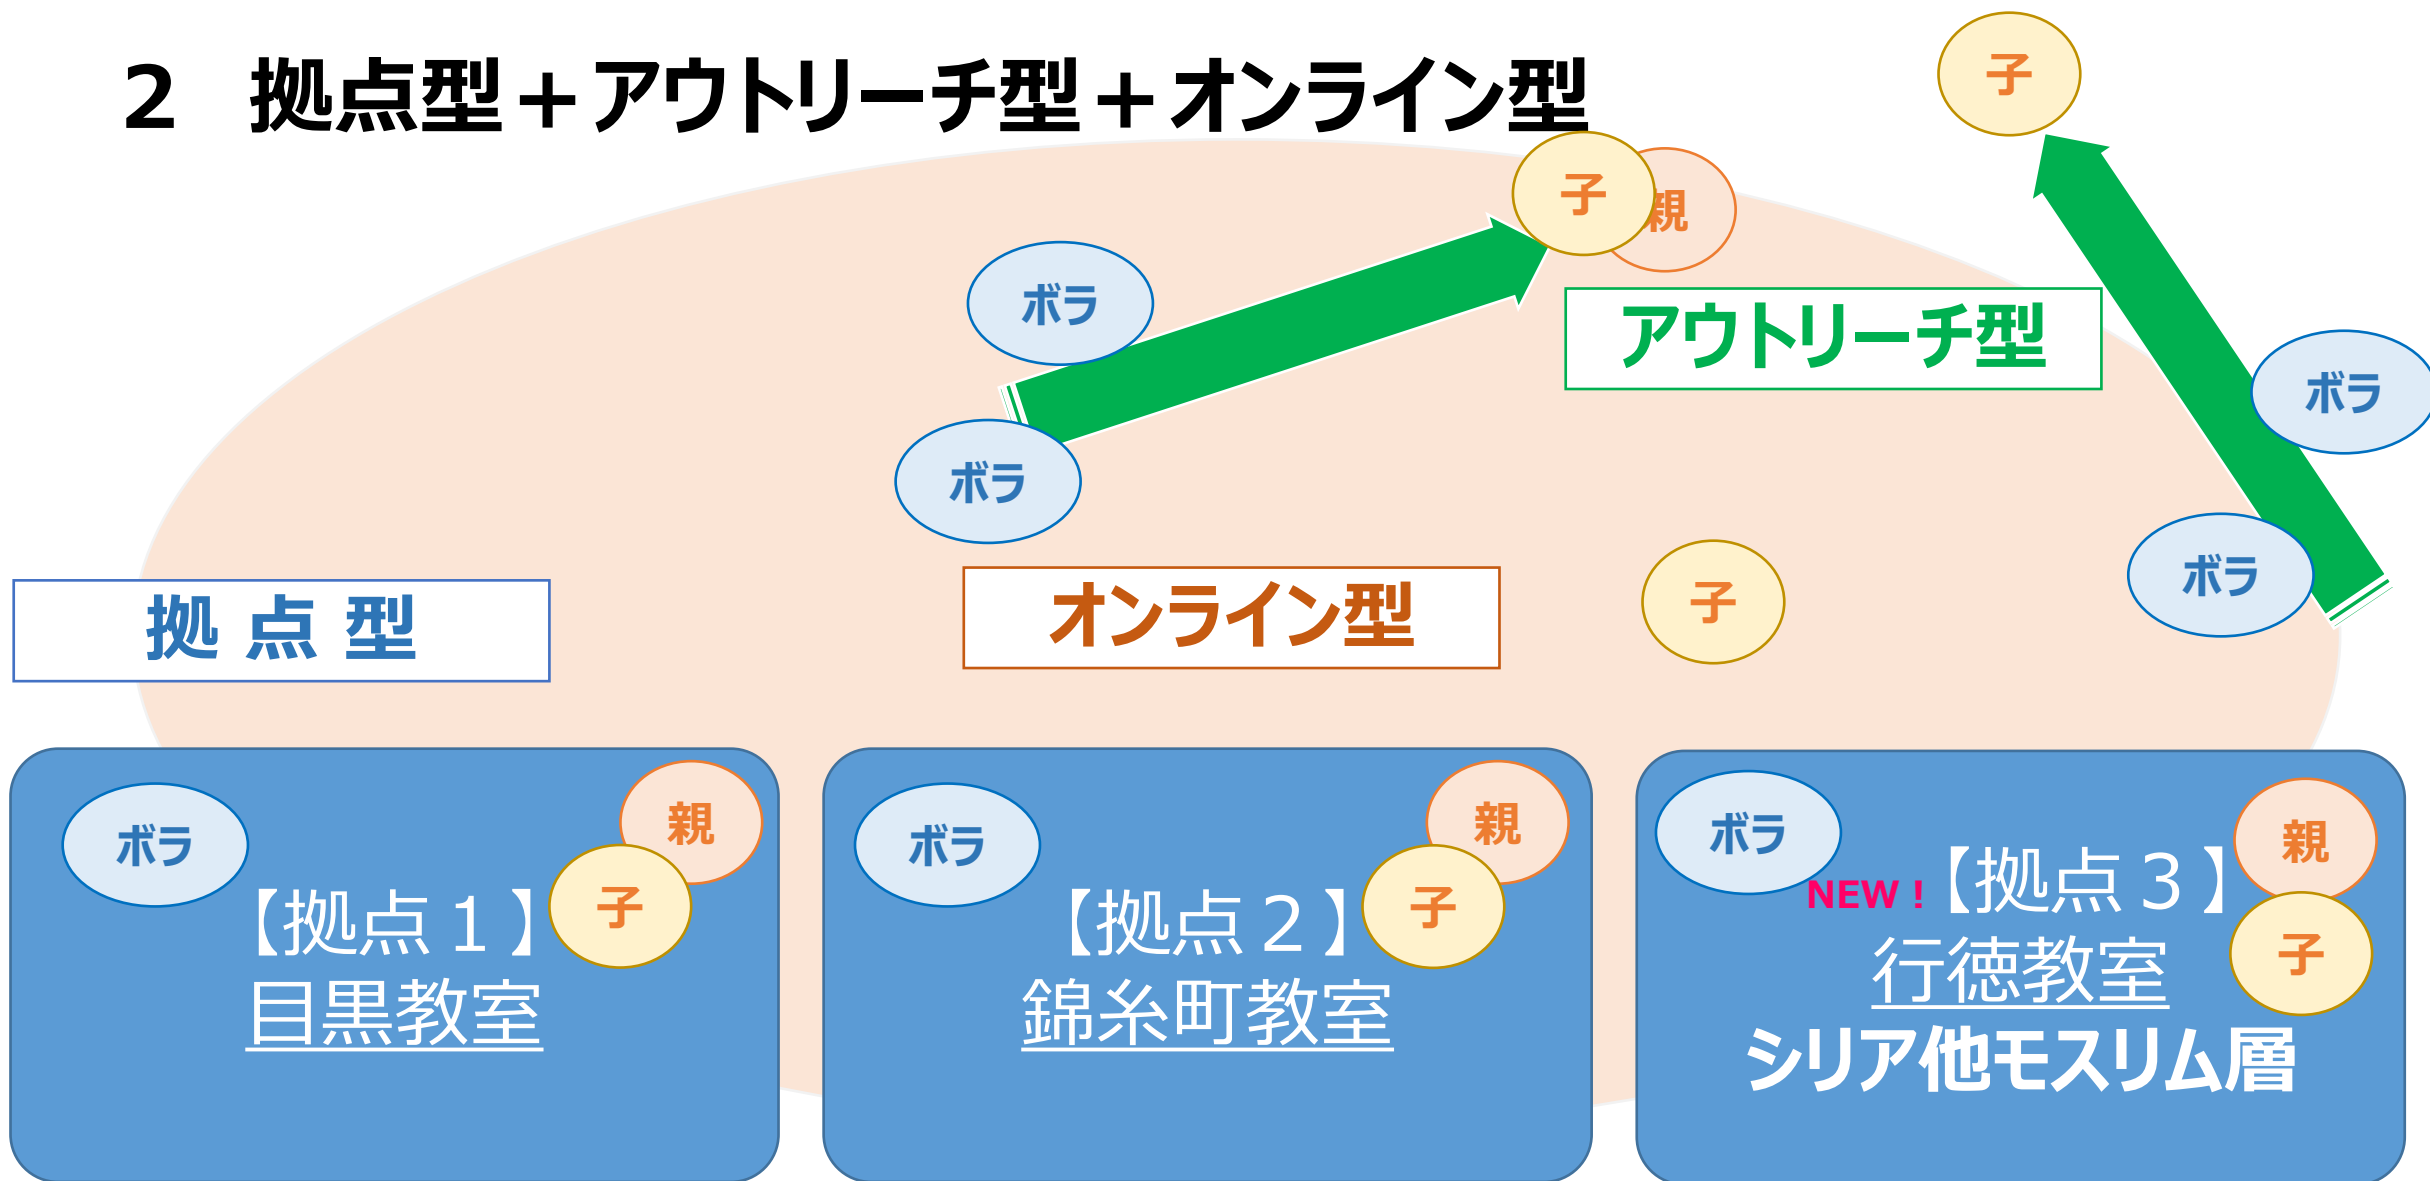 2　拠点型＋アウトリーチ型＋オンライン型
子
子
親
ボラ
アウトリーチ型
ボラ
ボラ
ボラ
拠 点 型
オンライン型
子
ボラ
親
子
【拠点１】
目黒教室
ボラ
親
子
【拠点２】
錦糸町教室
ボラ
親
NEW！【拠点３】
子
行徳教室
シリア他モスリム層